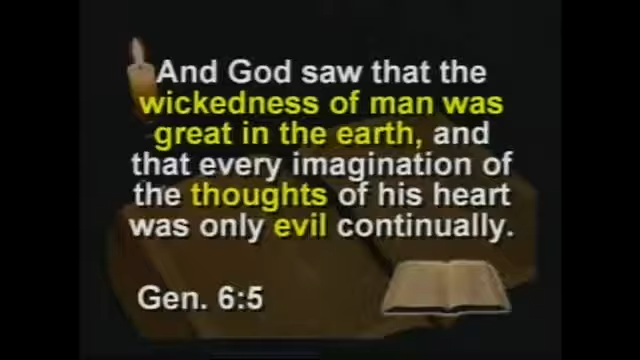 And God saw that the
wickedness of man was
great in the earth, and
that every imagination of
the thoughts of his heart
was only evil continually.
Gen. 6:5